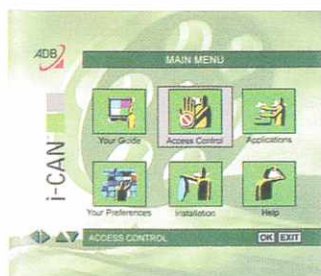 ADB
MAIN MENU
Your Guide
Access Control
Applications
i-CAN
Your Preferences
Installation
Help
ACCESS CONTROL
OK EXIT